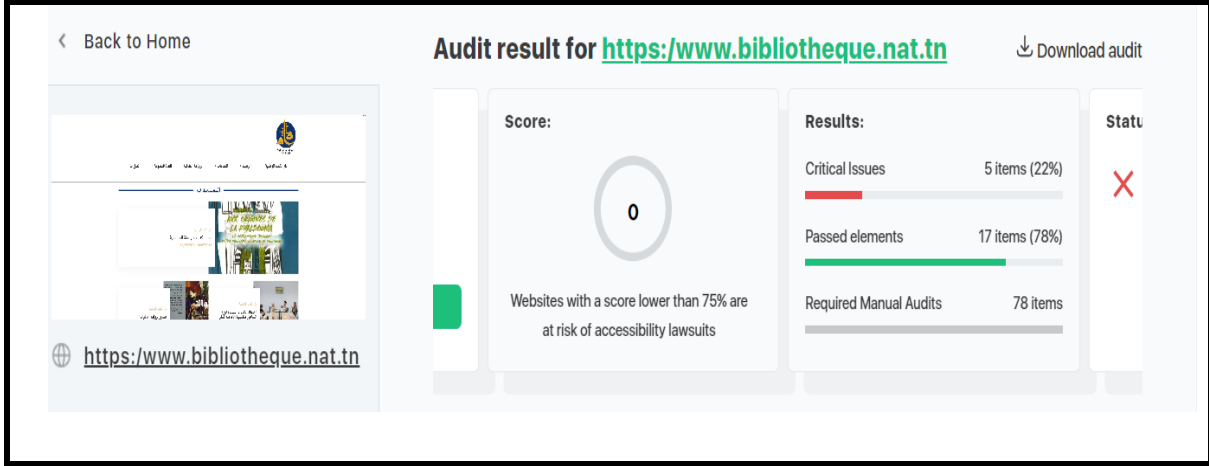 Back to Home
Audit result for https:/www.bibliotheque.nat.tn
Download audit
Score:
0
Websites with a score lower than 75% are
at risk of accessibility lawsuits
Results:
Critical Issues 5 items (22%)
Passed elements 17 items (78%)
Required Manual Audits 78 items
Statu
https:/www.bibliotheque.nat.tn